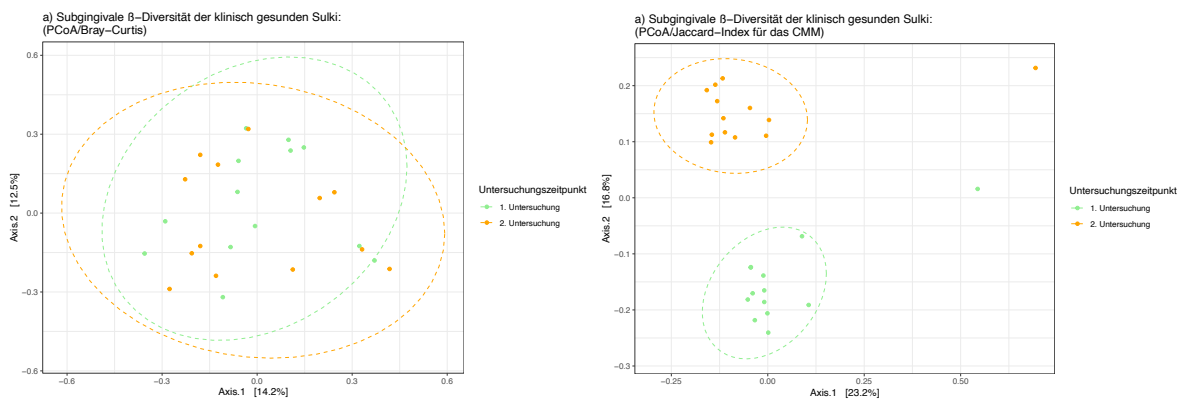 a) Subgingivale ß−Diversität der klinisch gesunden Sulki:
(PCoA/Bray−Curtis)
0.6
0.3
0.0
−0.3
−0.6
Axis.2 [12.5%]
−0.6
−0.3
0.0
0.3
0.6
Axis.1 [14.2%]
Untersuchungszeitpunkt
1. Untersuchung
2. Untersuchung
a) Subgingivale ß−Diversität der klinisch gesunden Sulki:
(PCoA/Jaccard−Index für das CMM)
0.2
0.1
0.0
−0.1
−0.2
−0.3
Axis.2 [16.8%]
−0.25
0.00
0.25
0.50
Axis.1 [23.2%]
Untersuchungszeitpunkt
1. Untersuchung
2. Untersuchung